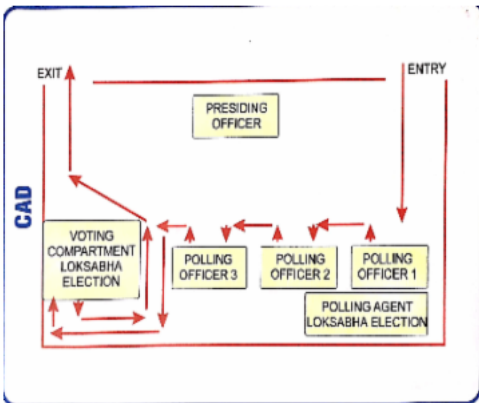 EXIT
ENTRY
PRESIDING
OFFICER
CAD
VOTING
COMPARTMENT
LOKSABHA
ELECTION
POLLING
OFFICER 3
POLLING
OFFICER 2
POLLING
OFFICER 1
POLLING AGENT
LOKSABHA ELECTION